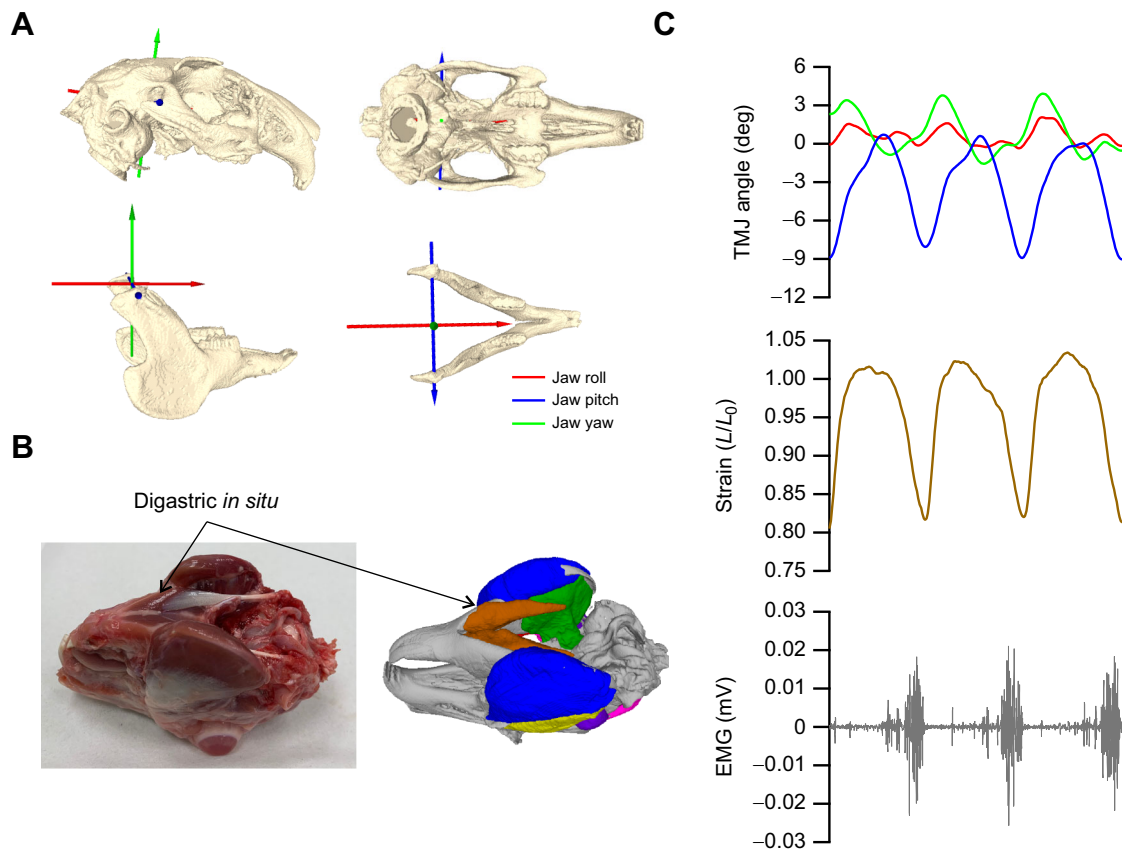 A
Jaw roll
Jaw pitch
Jaw yaw
B
Digastric in situ
C
TMJ angle (deg)
6
3
0
–3
–6
–9
–12
Strain (L/L0)
1.05
1.00
0.95
0.90
0.85
0.80
0.75
EMG (mV)
0.03
0.02
0.01
0
–0.01
–0.02
–0.03